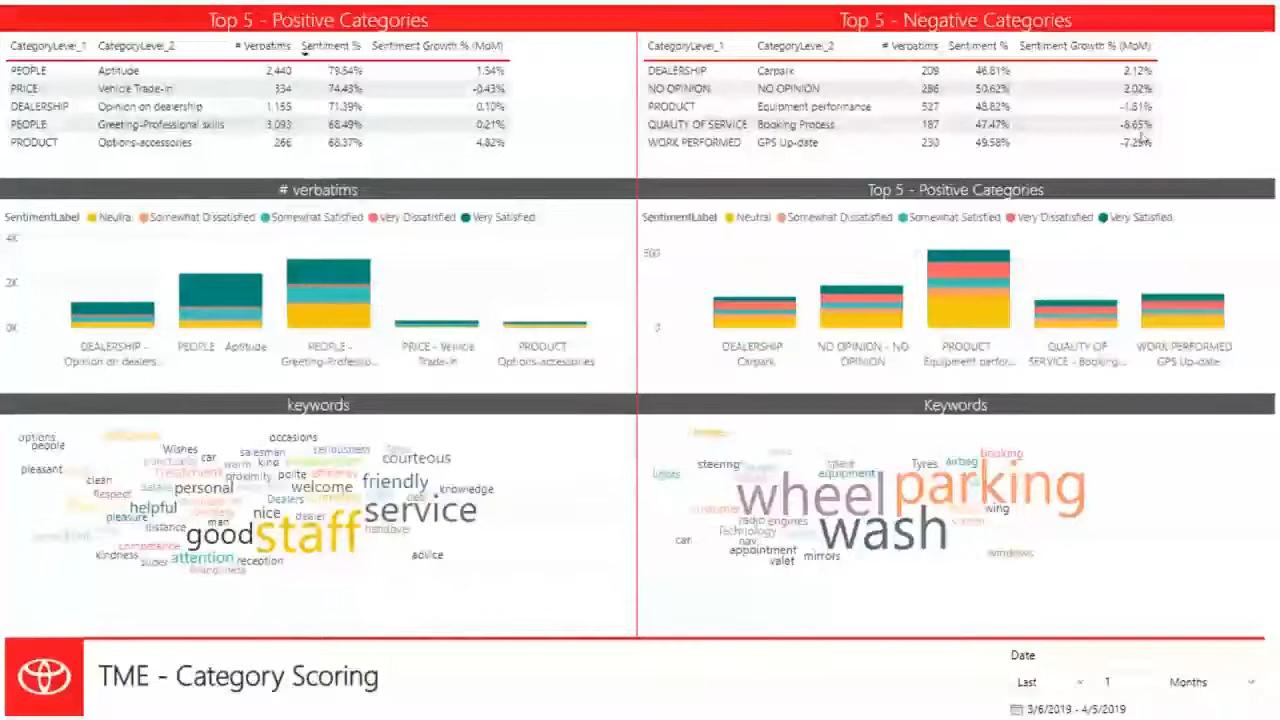 Top 5 - Positive Categories
CategoryLevel_1 CategoryLevel_2 # Verbatims Sentiment % Sentiment Growth % (MoM)
PEOPLE Aptitude 2,440 79.54% 1.54%
PRICE Vehicle Trade-in 334 74.43% -0.43%
DEALERSHIP Opinion on dealership 1,155 71.39% 0.10%
PEOPLE Greeting-Professional skills 3,093 68.49% 0.21%
PRODUCT Options-accessories 266 68.37% 4.82%
Top 5 - Negative Categories
CategoryLevel_1 CategoryLevel_2 # Verbatims Sentiment % Sentiment Growth % (MoM)
DEALERSHIP Carpark 209 46.81% 2.12%
NO OPINION NO OPINION 286 50.62% 2.02%
PRODUCT Equipment performance 527 48.82% -1.81%
QUALITY OF SERVICE Booking Process 187 47.47% -8.65%
WORK PERFORMED GPS Up-date 230 49.58% -7.29%
# verbatims
SentimentLabel Neutral Somewhat Dissatisfied Somewhat Satisfied Very Dissatisfied Very Satisfied
4K
2K
0K
DEALERSHIP - Opinion on dealers...
PEOPLE - Aptitude
PEOPLE - Greeting-Professio...
PRICE - Vehicle Trade-in
PRODUCT Options-accessories
Top 5 - Positive Categories
SentimentLabel Neutral Somewhat Dissatisfied Somewhat Satisfied Very Dissatisfied Very Satisfied
500
0
DEALERSHIP Carpark
NO OPINION - NO OPINION
PRODUCT Equipment perfor...
QUALITY OF SERVICE - Booking...
WORK PERFORMED GPS Up-date
keywords
options
people
occasions
Wishes
car
salesman
seriousness
courteous
pleasant
warm
kind
proximity
polite
clean
Respect
personal
welcome
friendly
knowledge
helpful
Dealers
nice
dealer
service
pleasure
man
distance
good
staff
handover
competence
kindness
attention
reception
advice
Keywords
steering
equipment
Tyres
Airbag
booking
wheel
parking
wing
radio
engines
Technology
wash
car
nav
appointment
valet
mirrors
windows
TME - Category Scoring
Date
Last 1 Months
3/6/2019 - 4/5/2019